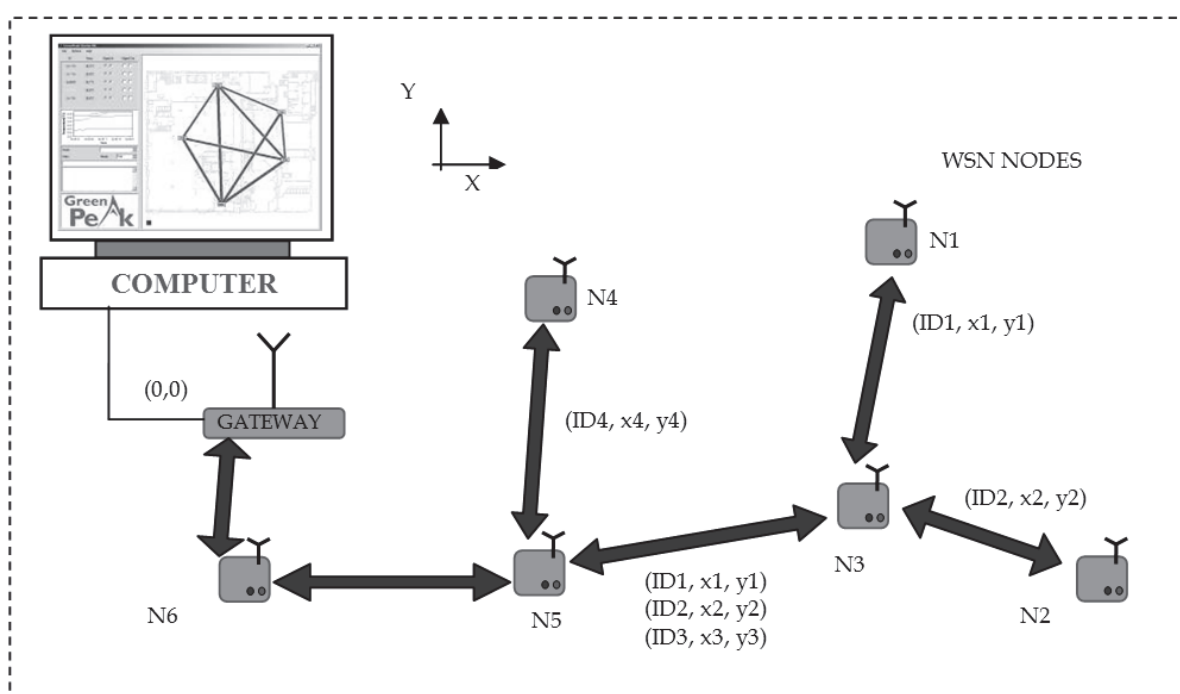 Green
Peak
COMPUTER
Y
X
WSN NODES
N1
N4
(ID1, x1, y1)
(0,0)
GATEWAY
(ID4, x4, y4)
(ID2, x2, y2)
N3
(ID1, x1, y1)
(ID2, x2, y2)
(ID3, x3, y3)
N6
N5
N2